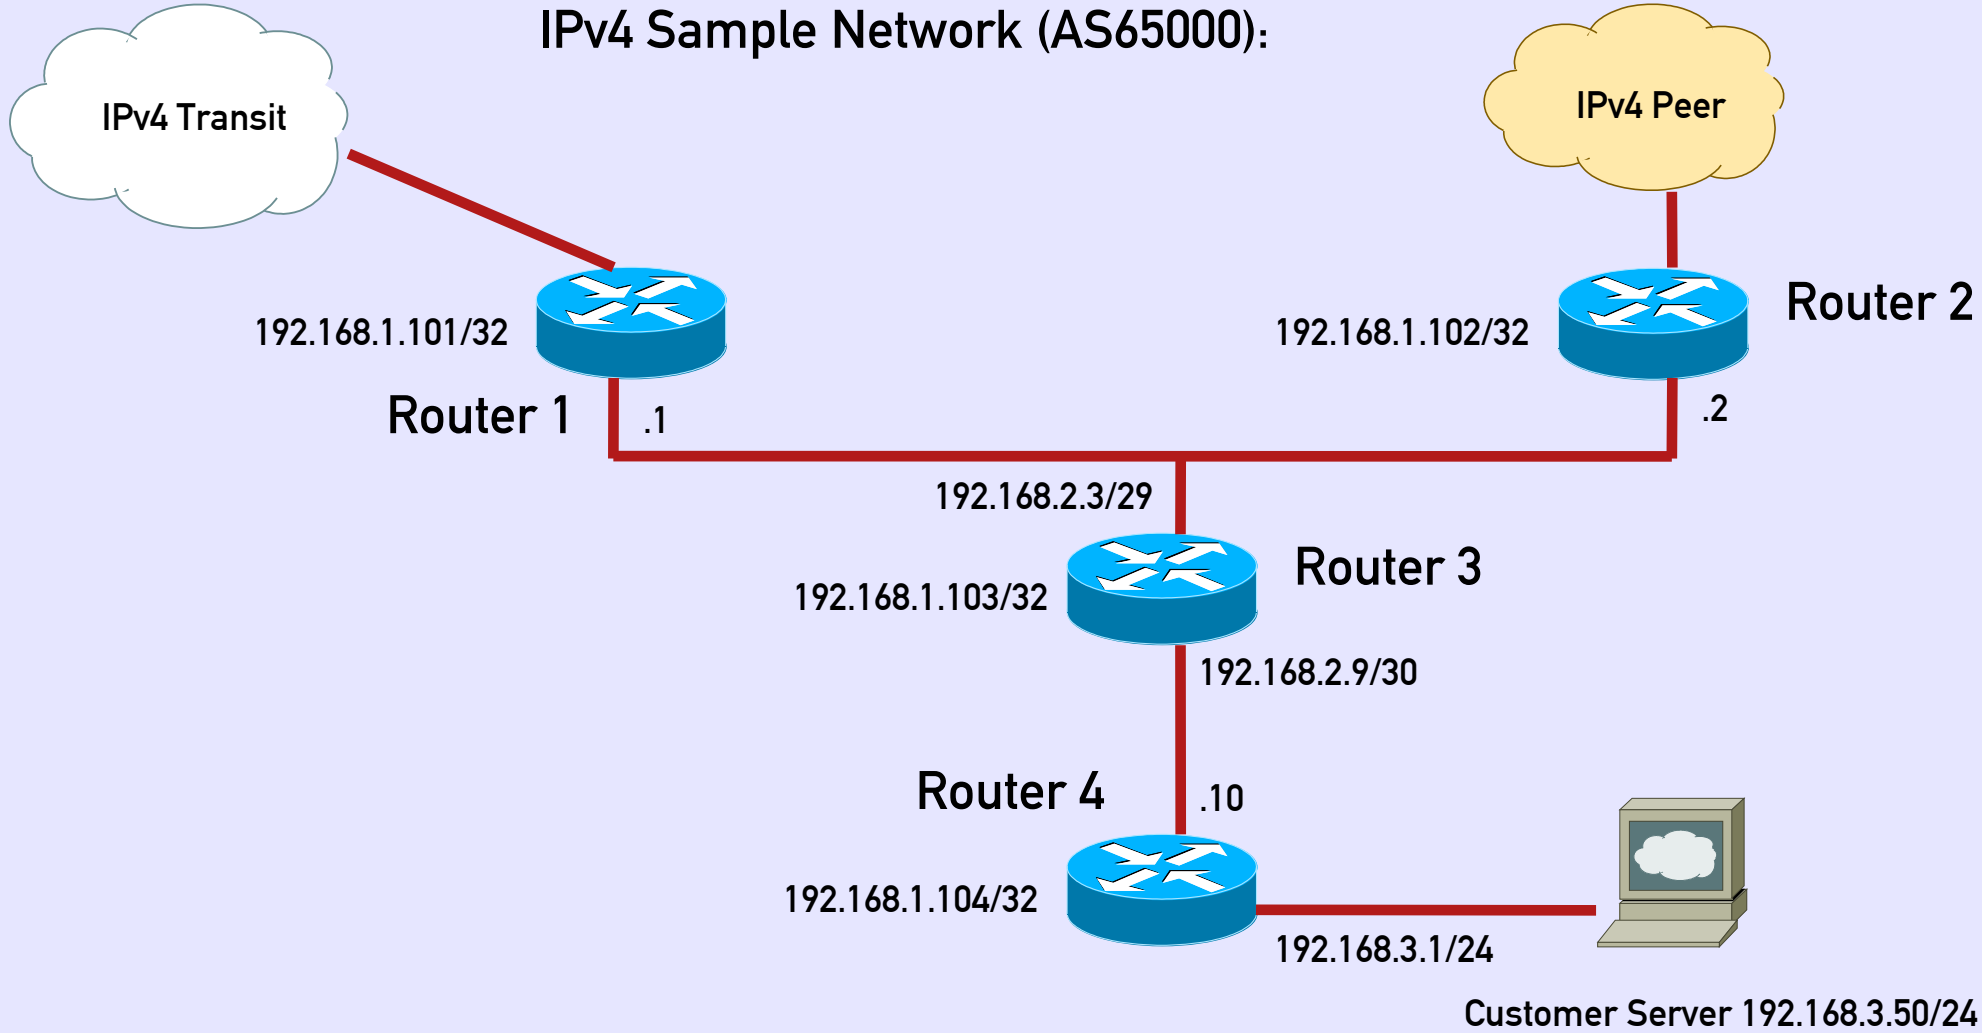 IPv4 Sample Network (AS65000):
IPv4 Transit
IPv4 Peer
192.168.1.101/32
Router 1
.1
192.168.1.102/32
Router 2
.2
192.168.2.3/29
192.168.1.103/32
Router 3
192.168.2.9/30
Router 4
.10
192.168.1.104/32
192.168.3.1/24
Customer Server 192.168.3.50/24